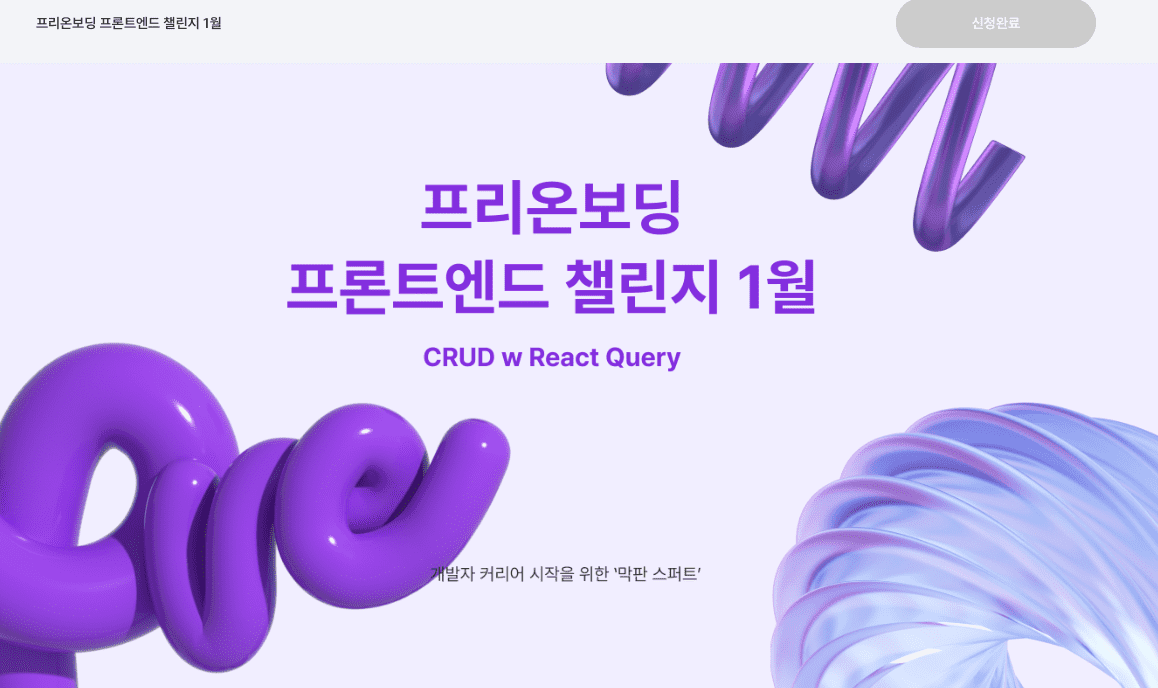 프리온보딩 프론트엔드 챌린지 1월
신청완료
프리온보딩
프론트엔드 챌린지 1월
CRUD w React Query
개발자 커리어 시작을 위한 ‘막판 스퍼트’